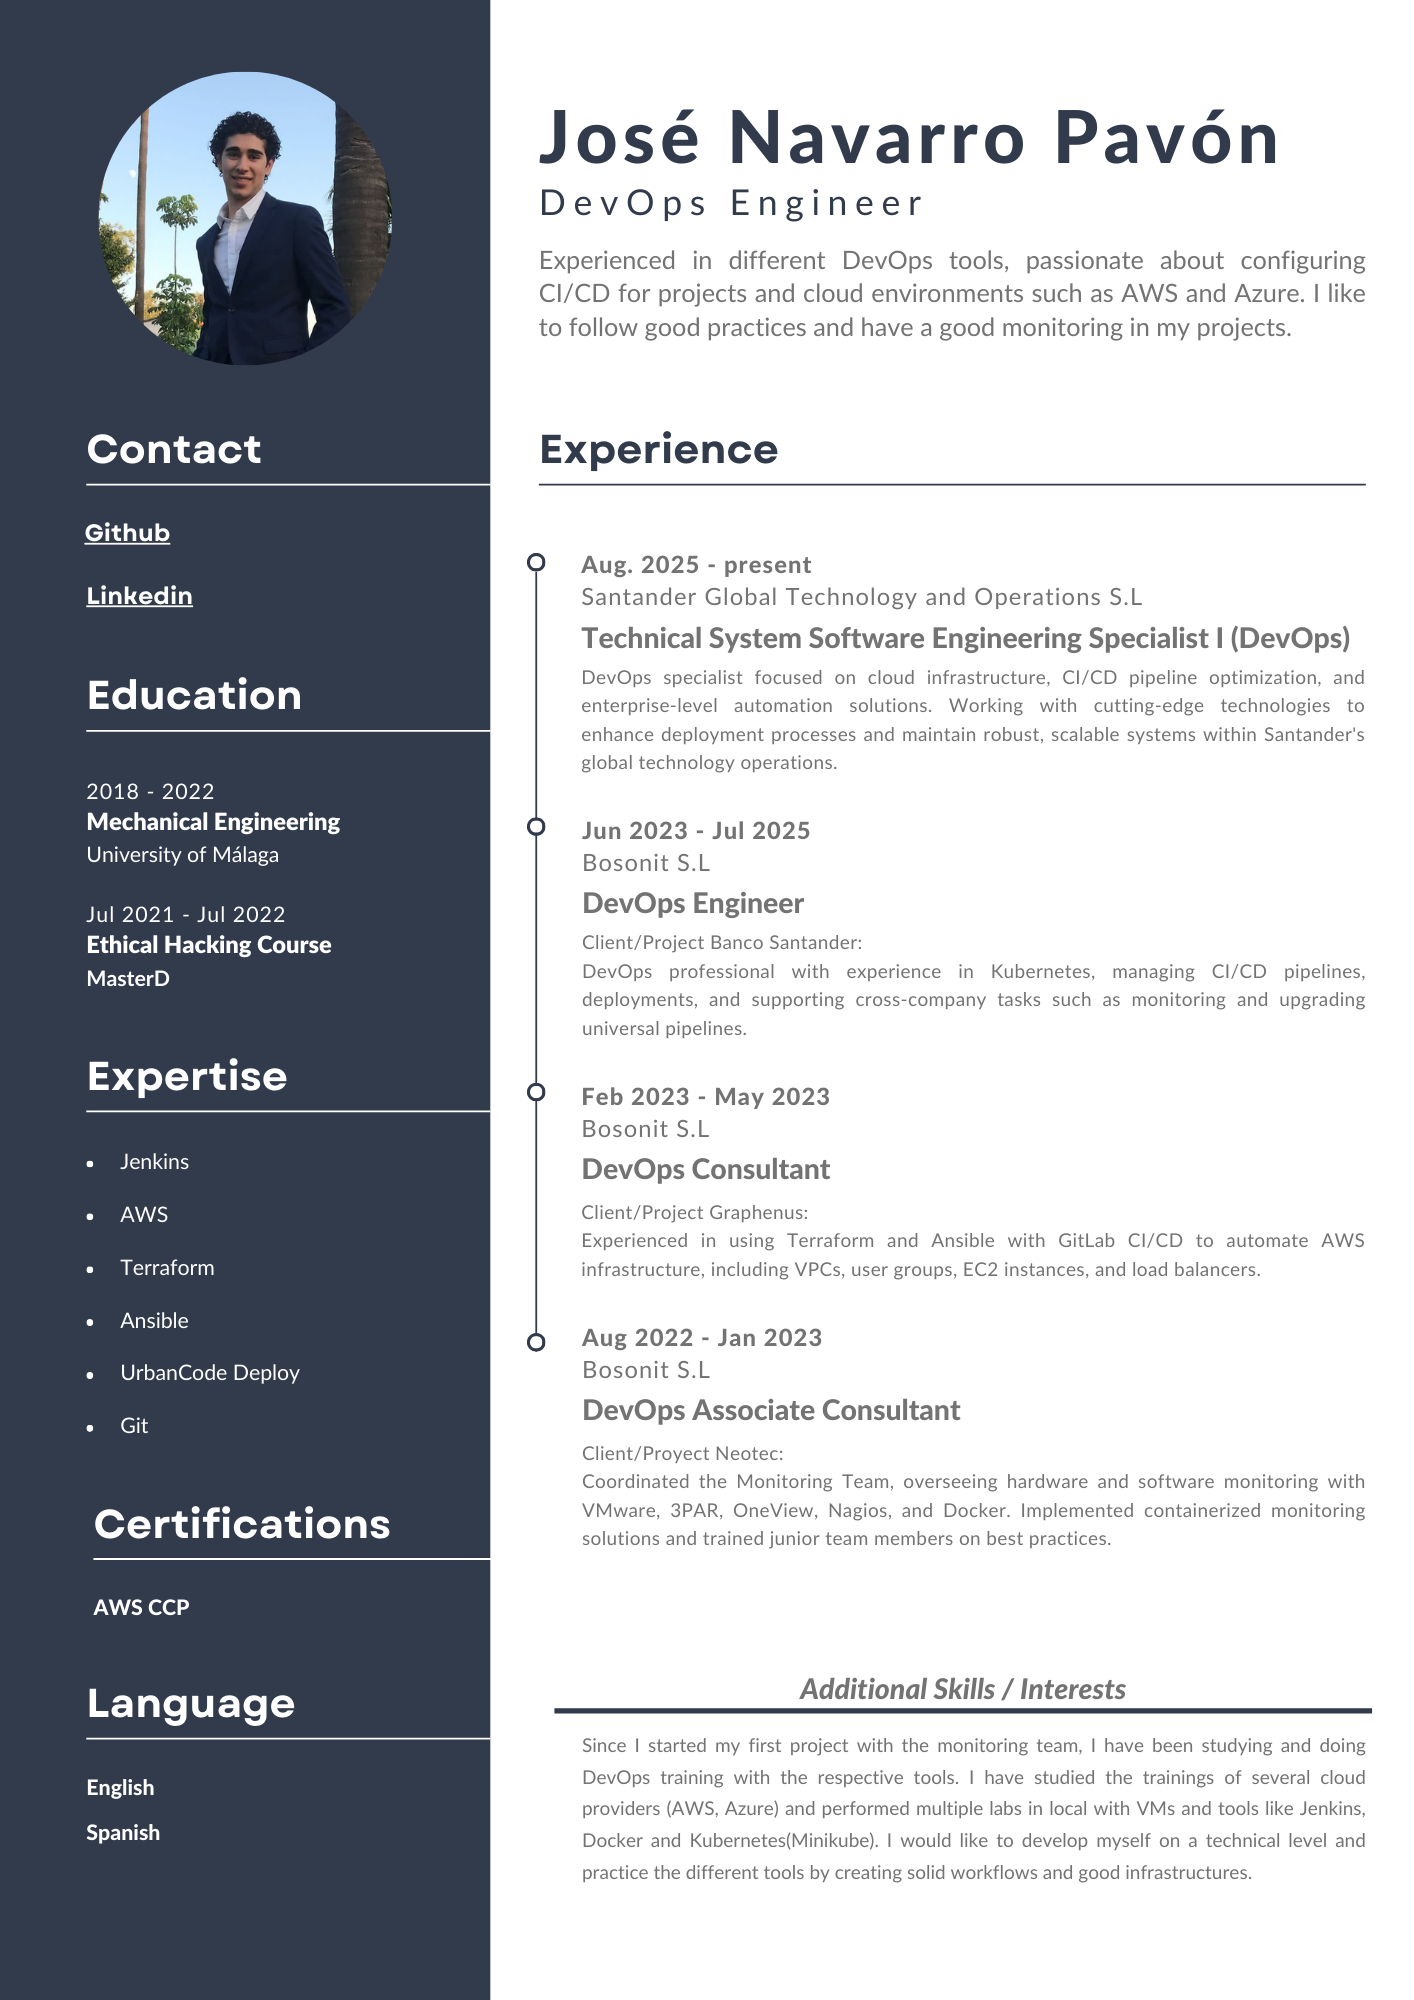 José Navarro Pavón
DevOps Engineer
Experienced in different DevOps tools, passionate about configuring
CI/CD for projects and cloud environments such as AWS and Azure. I like
to follow good practices and have a good monitoring in my projects.
Contact
Github
Linkedin
Education
2018 - 2022
Mechanical Engineering
University of Málaga
Jul 2021 - Jul 2022
Ethical Hacking Course
MasterD
Expertise
• Jenkins
• AWS
• Terraform
• Ansible
• UrbanCode Deploy
• Git
Certifications
AWS CCP
Language
English
Spanish
Experience
Aug. 2025 - present
Santander Global Technology and Operations S.L
Technical System Software Engineering Specialist I (DevOps)
DevOps specialist focused on cloud infrastructure, CI/CD pipeline optimization, and
enterprise-level automation solutions. Working with cutting-edge technologies to
enhance deployment processes and maintain robust, scalable systems within Santander's
global technology operations.
Jun 2023 - Jul 2025
Bosonit S.L
DevOps Engineer
Client/Project Banco Santander:
DevOps professional with experience in Kubernetes, managing CI/CD pipelines,
deployments, and supporting cross-company tasks such as monitoring and upgrading
universal pipelines.
Feb 2023 - May 2023
Bosonit S.L
DevOps Consultant
Client/Project Graphenus:
Experienced in using Terraform and Ansible with GitLab CI/CD to automate AWS
infrastructure, including VPCs, user groups, EC2 instances, and load balancers.
Aug 2022 - Jan 2023
Bosonit S.L
DevOps Associate Consultant
Client/Proyect Neotec:
Coordinated the Monitoring Team, overseeing hardware and software monitoring with
VMware, 3PAR, OneView, Nagios, and Docker. Implemented containerized monitoring
solutions and trained junior team members on best practices.
Additional Skills / Interests
Since I started my first project with the monitoring team, I have been studying and doing
DevOps training with the respective tools. I have studied the trainings of several cloud
providers (AWS, Azure) and performed multiple labs in local with VMs and tools like Jenkins,
Docker and Kubernetes(Minikube). I would like to develop myself on a technical level and
practice the different tools by creating solid workflows and good infrastructures.